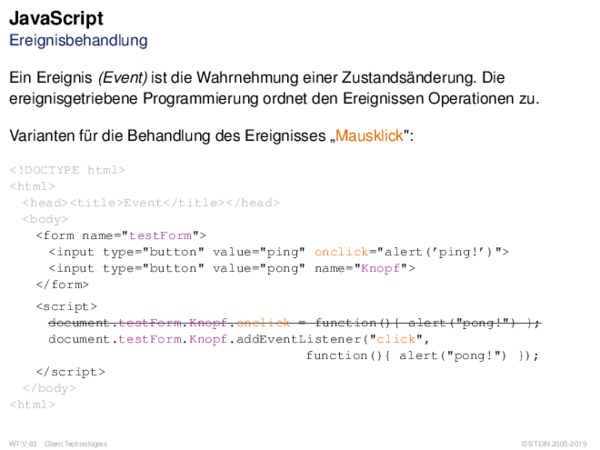 JavaScript
Ereignisbehandlung
Ein Ereignis (Event) ist die Wahrnehmung einer Zustandsänderung. Die
ereignisgetriebene Programmierung ordnet den Ereignissen Operationen zu.
Varianten für die Behandlung des Ereignisses „Mausklick":
<!DOCTYPE html>
<html>
<head><title>Event</title></head>
<body>
<form name="testForm">
<input type="button" value="ping" onclick="alert(’ping!’)">
<input type="button" value="pong" name="Knopf">
</form>
<script>
document.testForm.Knopf.onclick = function(){ alert("pong!") };
document.testForm.Knopf.addEventListener("click",
function(){ alert("pong!") });
</script>
</body>
<html>
WT:V-83 Client Technologies © STEIN 2005-2019